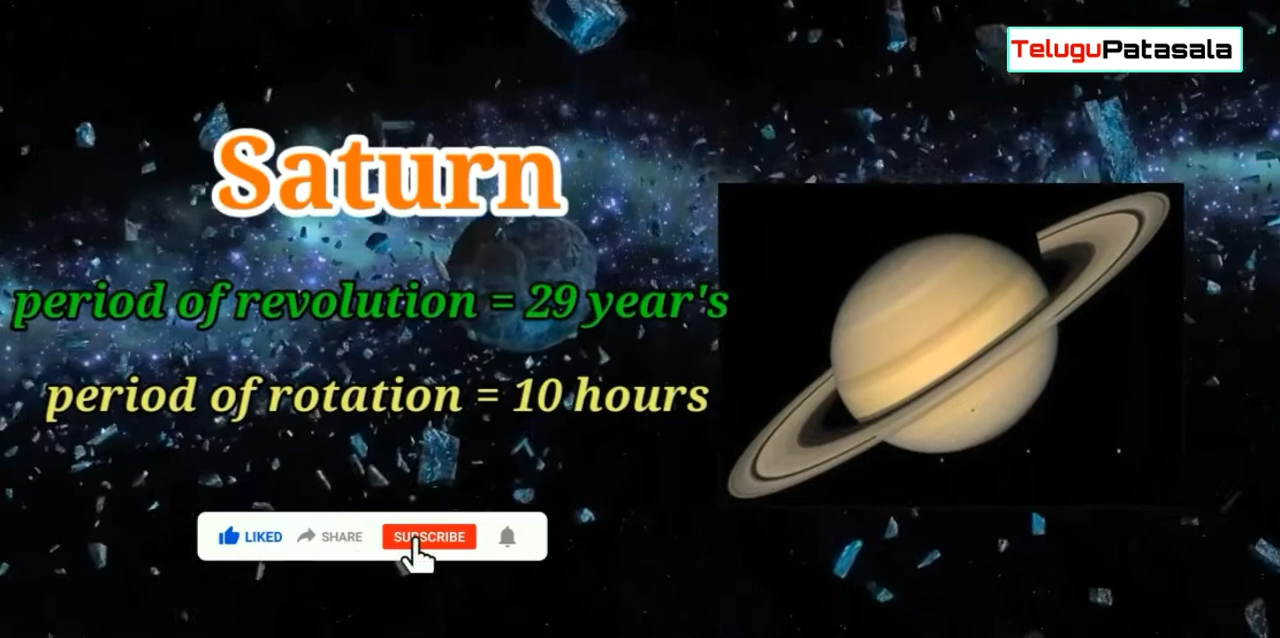 TeluguPatasala
Saturn
period of revolution = 29 year's
period of rotation = 10 hours
LIKED SHARE SUBSCRIBE